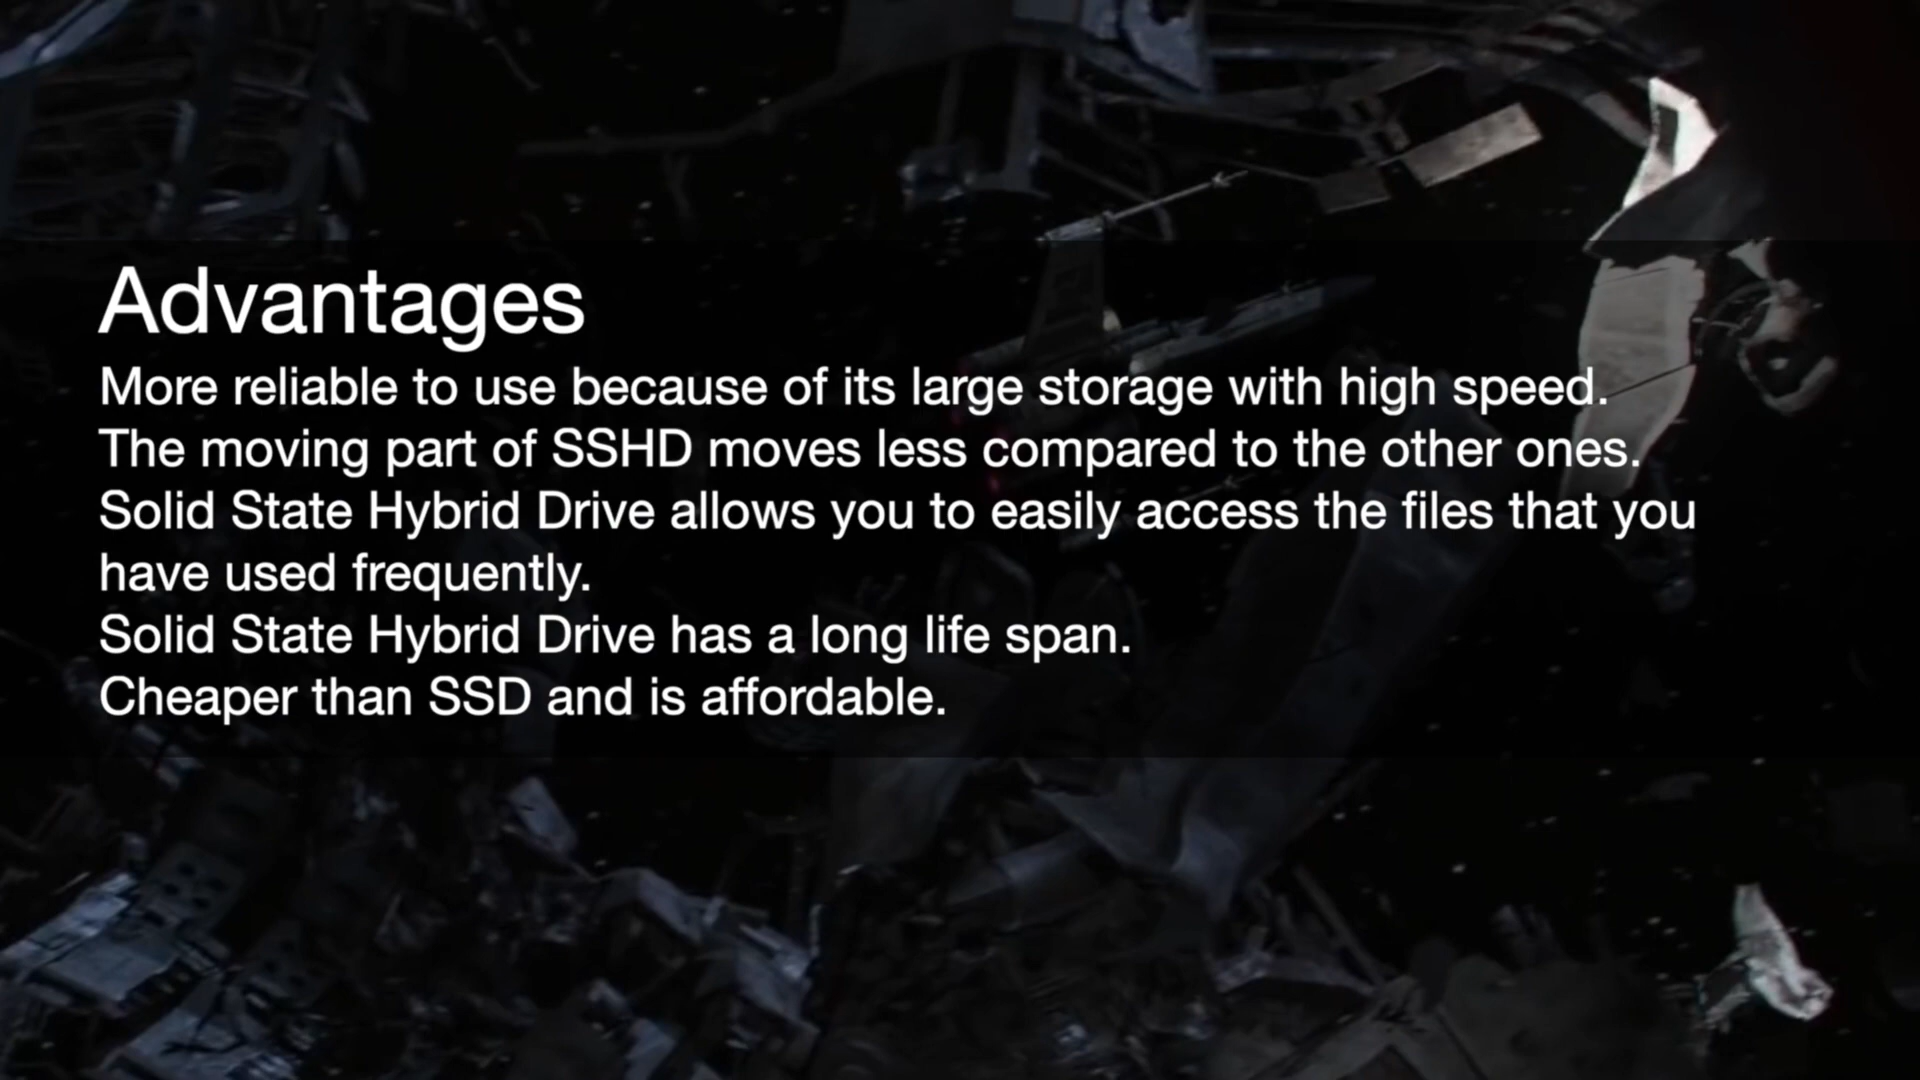 Advantages
More reliable to use because of its large storage with high speed.
The moving part of SSHD moves less compared to the other ones.
Solid State Hybrid Drive allows you to easily access the files that you
have used frequently.
Solid State Hybrid Drive has a long life span.
Cheaper than SSD and is affordable.